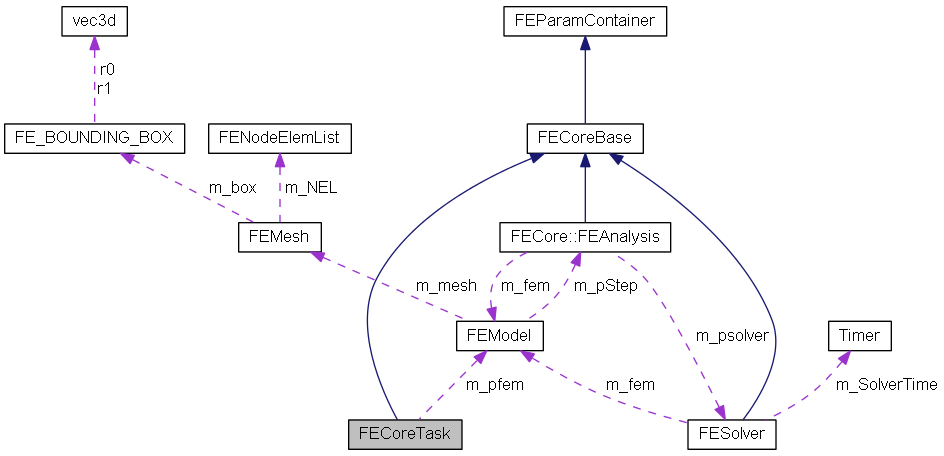 vec3d
FEParamContainer
r0
r1
FE_BOUNDING_BOX
FENodeElemList
FECoreBase
m_box
m_NEL
FEMesh
FECore::FEAnalysis
m_mesh
m_fem
m_pStep
m_psolver
FEModel
Timer
m_pfem
m_fem
m_SolverTime
FECoreTask
FESolver